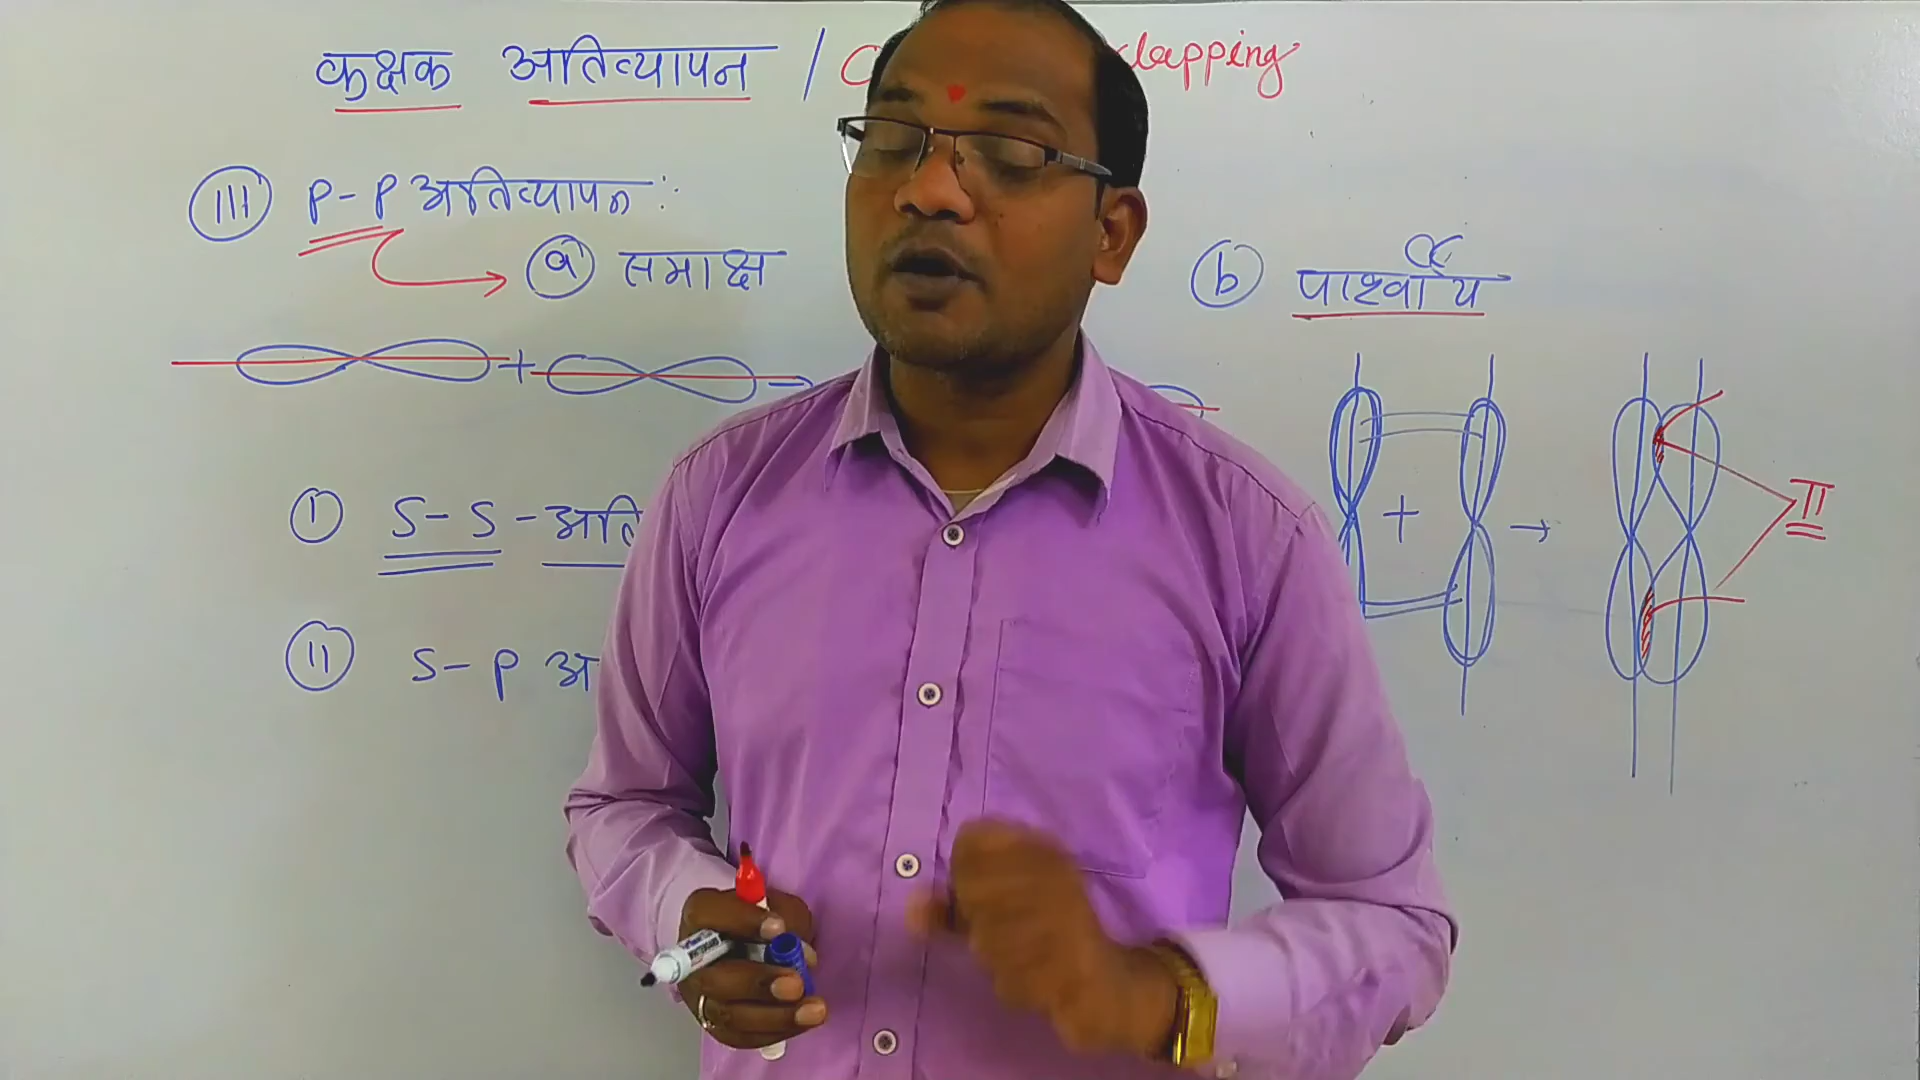 कक्षक अतिव्यापन / lapping
III P-P अतिव्यापन :
a समाक्ष
b पार्श्वीय
+
+ →
π
I S-S-अति
II S-P अ